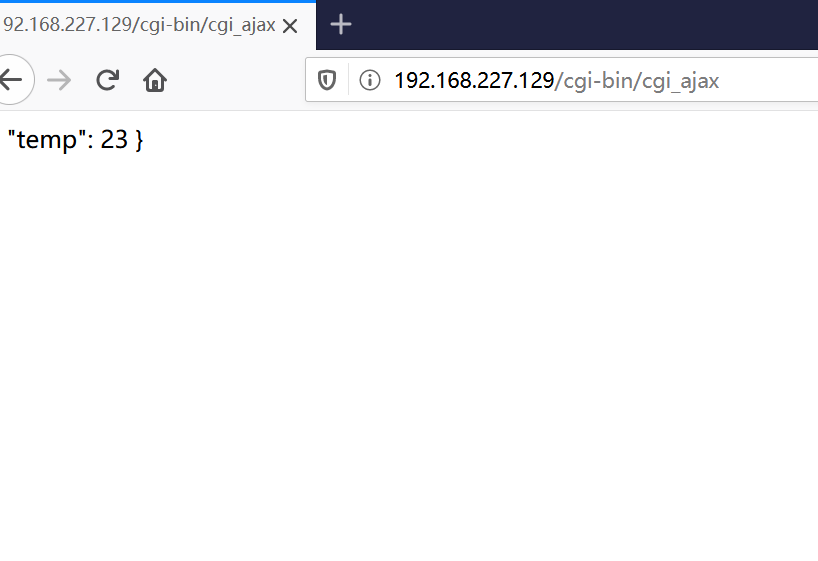 92.168.227.129/cgi-bin/cgi_ajax
192.168.227.129/cgi-bin/cgi_ajax
"temp": 23 }